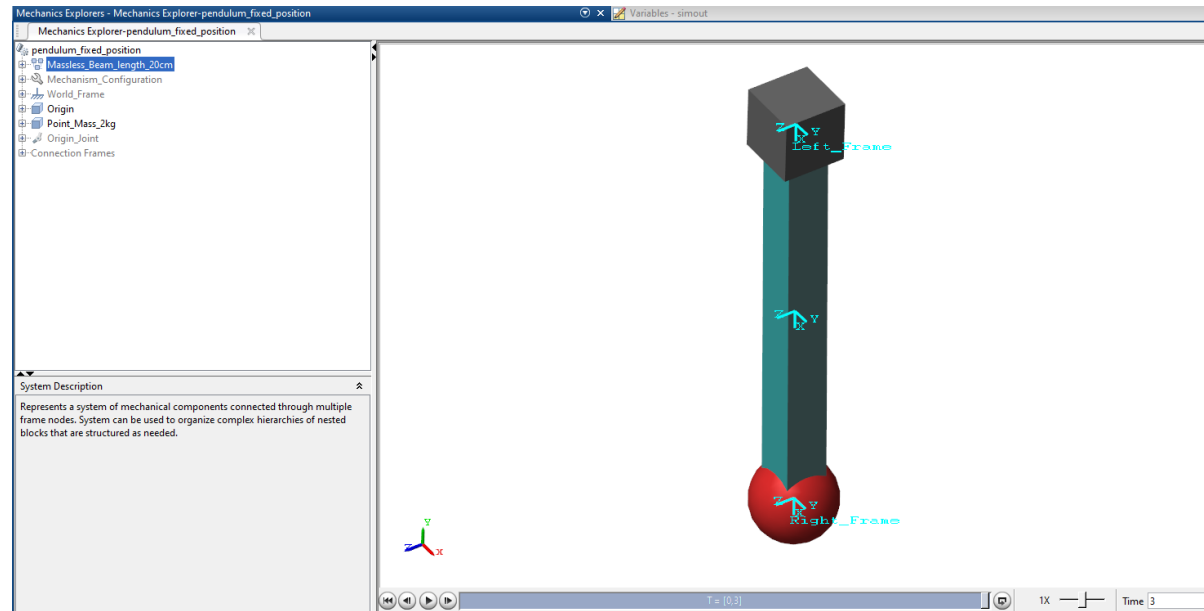 Mechanics Explorers - Mechanics Explorer-pendulum_fixed_position
Variables - simout
Mechanics Explorer-pendulum_fixed_position
pendulum_fixed_position
Massless_Beam_length_20cm
Mechanism_Configuration
World_Frame
Origin
Point_Mass_2kg
Origin_Joint
Connection Frames
System Description
Represents a system of mechanical components connected through multiple
frame nodes. System can be used to organize complex hierarchies of nested
blocks that are structured as needed.
Z Y
X
Left_Frame
Z Y
X
Z Y
X
Right_Frame
Y
Z X
T = [0,3]
1X
Time 3